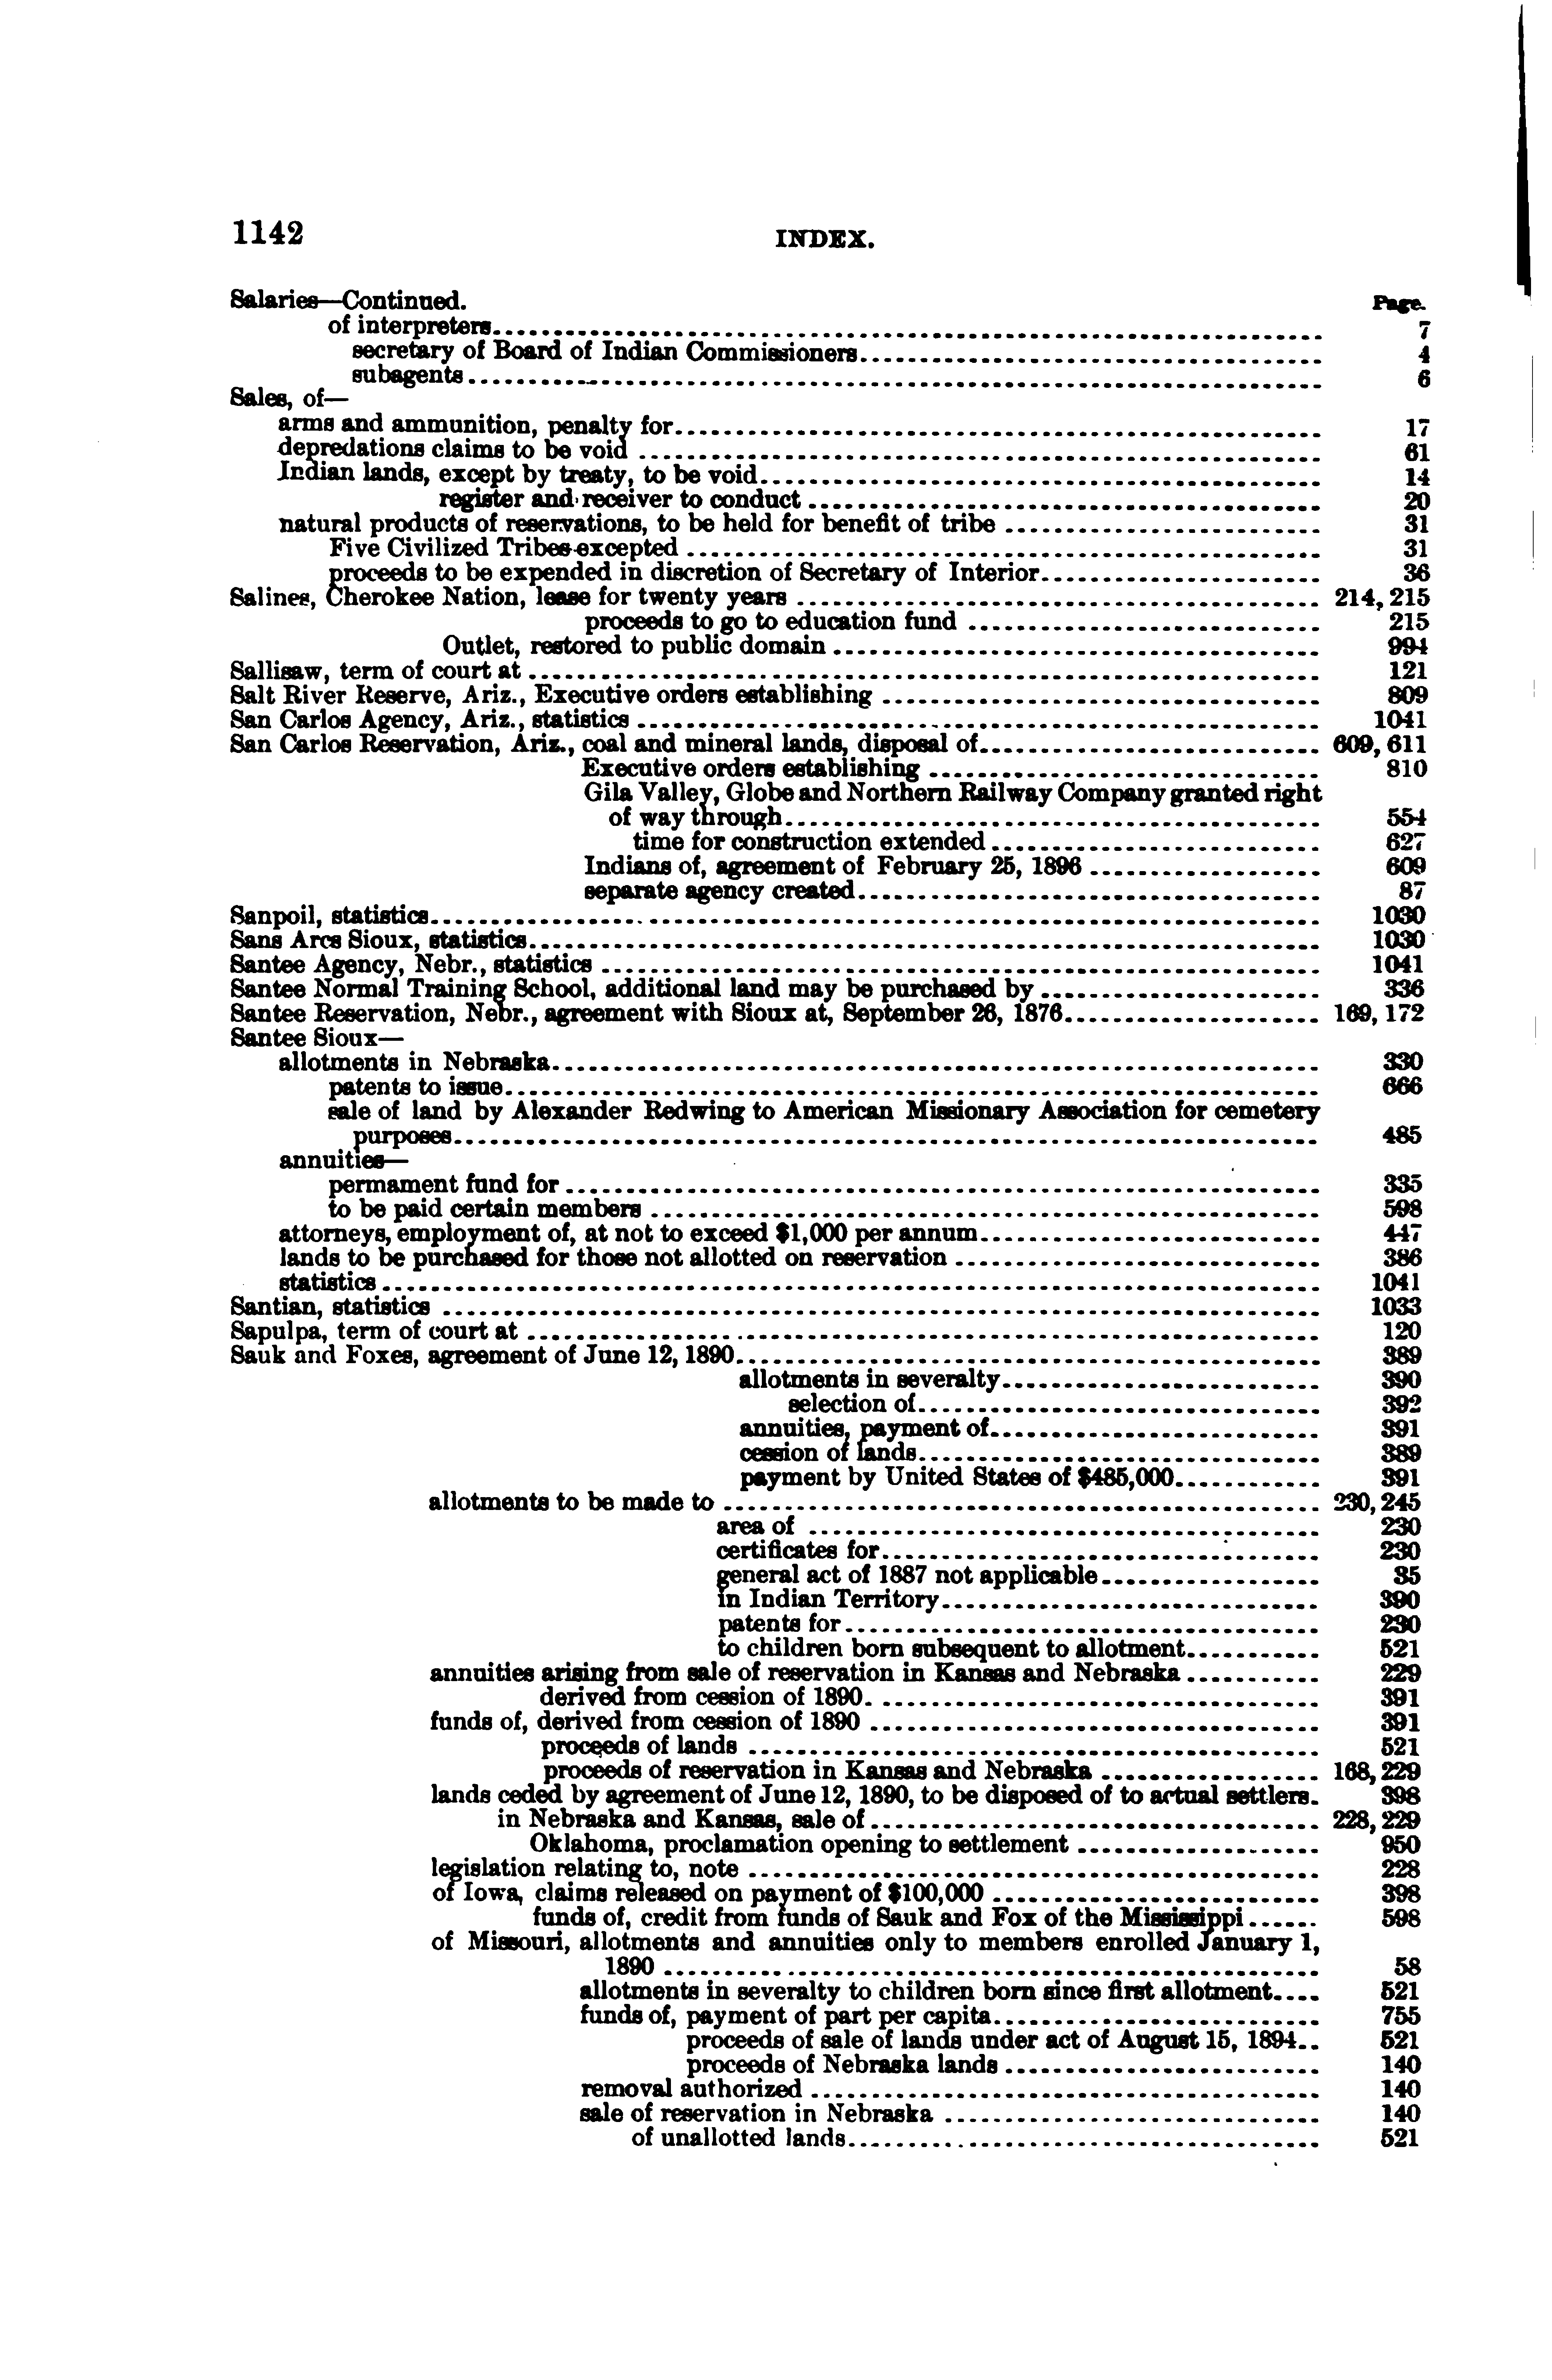 1142
INDEX.
Salaries—Continued. Page.
of interpreters 7
secretary of Board of Indian Commissioners 4
subagents 6
Sales, of—
arms and ammunition, penalty for 17
depredations claims to be void 61
Indian lands, except by treaty, to be void 14
register and receiver to conduct 20
natural products of reservations, to be held for benefit of tribe 31
Five Civilized Tribes excepted 31
proceeds to be expended in discretion of Secretary of Interior 36
Salines, Cherokee Nation, lease for twenty years 214, 215
proceeds to go to education fund 215
Outlet, restored to public domain 994
Sallisaw, term of court at 121
Salt River Reserve, Ariz., Executive orders establishing 809
San Carlos Agency, Ariz., statistics 1041
San Carlos Reservation, Ariz., coal and mineral lands, disposal of 609, 611
Executive orders establishing 810
Gila Valley, Globe and Northern Railway Company granted right
of way through 554
time for construction extended 627
Indians of, agreement of February 25, 1896 609
separate agency created 87
Sanpoil, statistics 1030
Sans Arcs Sioux, statistics 1030
Santee Agency, Nebr., statistics 1041
Santee Normal Training School, additional land may be purchased by 336
Santee Reservation, Nebr., agreement with Sioux at, September 26, 1876 169, 172
Santee Sioux—
allotments in Nebraska 330
patents to issue 666
sale of land by Alexander Redwing to American Missionary Association for cemetery
purposes 485
annuities—
permament fund for 335
to be paid certain members 598
attorneys, employment of, at not to exceed $1,000 per annum 447
lands to be purchased for those not allotted on reservation 386
statistics 1041
Santian, statistics 1033
Sapulpa, term of court at 120
Sauk and Foxes, agreement of June 12, 1890 389
allotments in severalty 390
selection of 392
annuities, payment of 391
cession of lands 389
payment by United States of $485,000 391
allotments to be made to 230, 245
area of 230
certificates for 230
general act of 1887 not applicable 35
in Indian Territory 390
patents for 230
to children born subsequent to allotment 521
annuities arising from sale of reservation in Kansas and Nebraska 229
derived from cession of 1890 391
funds of, derived from cession of 1890 391
proceeds of lands 521
proceeds of reservation in Kansas and Nebraska 168, 229
lands ceded by agreement of June 12, 1890, to be disposed of to actual settlers. 398
in Nebraska and Kansas, sale of 228, 229
Oklahoma, proclamation opening to settlement 950
legislation relating to, note 228
of Iowa, claims released on payment of $100,000 398
funds of, credit from funds of Sauk and Fox of the Mississippi 598
of Missouri, allotments and annuities only to members enrolled January 1,
1890 58
allotments in severalty to children born since first allotment 521
funds of, payment of part per capita 755
proceeds of sale of lands under act of August 15, 1894 521
proceeds of Nebraska lands 140
removal authorized 140
sale of reservation in Nebraska 140
of unallotted lands 521